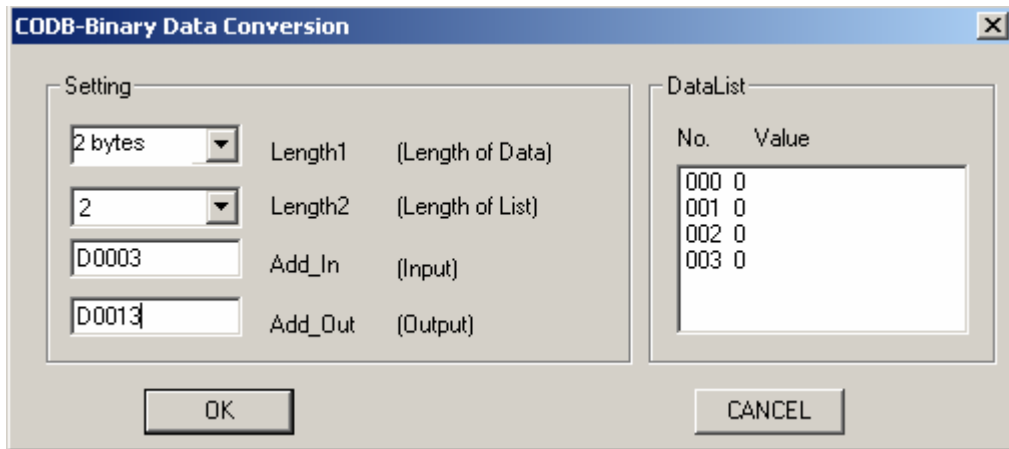 CODB-Binary Data Conversion
Setting
2 bytes Length1 (Length of Data)
2 Length2 (Length of List)
D0003 Add_In (Input)
D0013 Add_Out (Output)
OK
DataList
No. Value
000 0
001 0
002 0
003 0
CANCEL